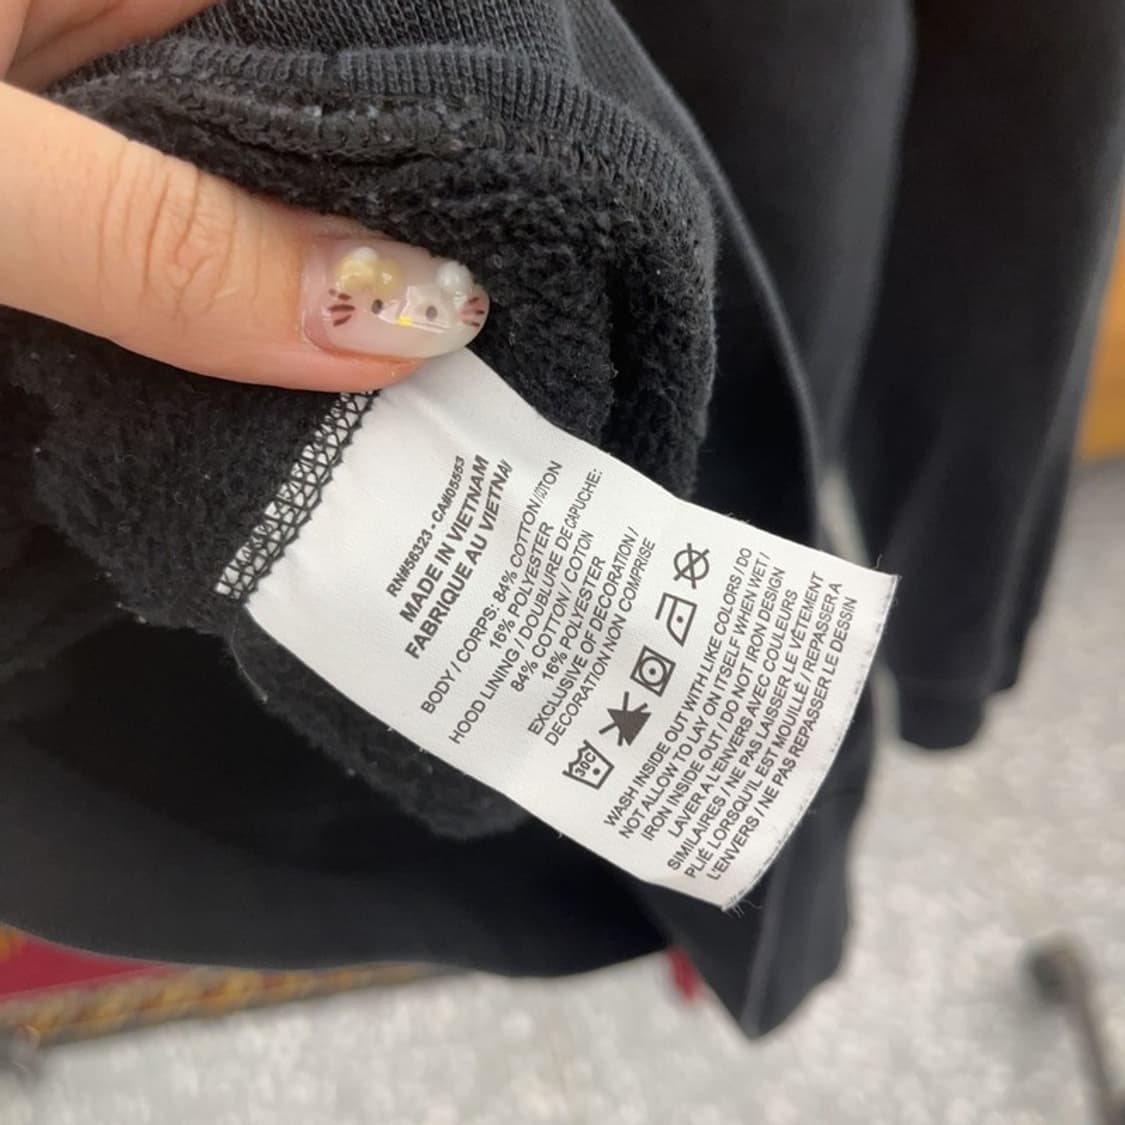 RN#56323 - CA#05553
MADE IN VIETNAM
FABRIQUE AU VIETNAM
BODY / CORPS: 84% COTTON / COTON
16% POLYESTER
HOOD LINING / DOUBLURE DE CAPUCHE:
84% COTTON / COTON
16% POLYESTER
EXCLUSIVE OF DECORATION /
DECORATION NON COMPRISE
30C
WASH INSIDE OUT WITH LIKE COLORS / DO
NOT ALLOW TO LAY ON ITSELF WHEN WET /
IRON INSIDE OUT / DO NOT IRON DESIGN
LAVER A L'ENVERS AVEC COULEURS
SIMILAIRES / NE PAS LAISSER LE VÊTEMENT
PLIÉ LORSQU'IL EST MOUILLÉ / REPASSER A
L'ENVERS / NE PAS REPASSER LE DESSIN